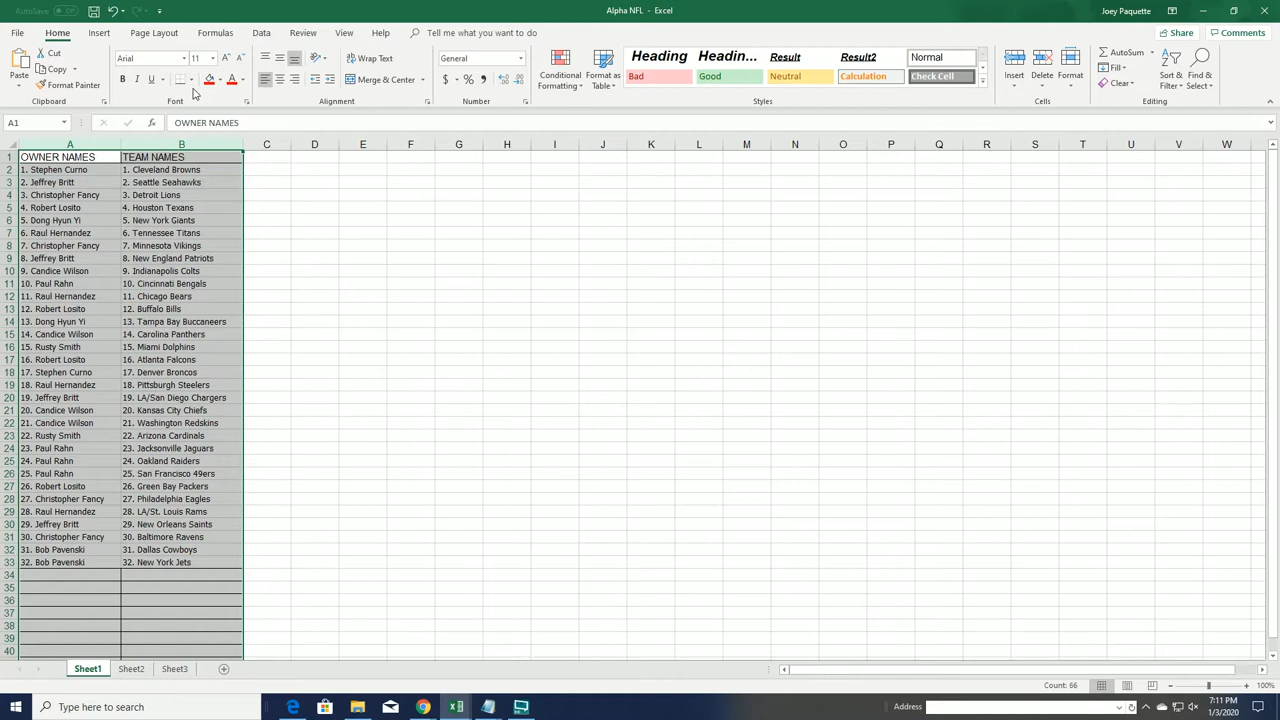 AutoSave Off Alpha NFL - Excel Joey Paquette
File Home Insert Page Layout Formulas Data Review View Help Tell me what you want to do Share Comments
Paste Cut Copy Format Painter Clipboard
Arial 11 B I U A Font
Wrap Text Merge & Center Alignment
General $ % Number
Conditional Formatting Format as Table
Heading Headin... Result Result2 Normal
Bad Good Neutral Calculation Check Cell
Styles
Insert Delete Format Cells
AutoSum Fill Clear Sort & Filter Find & Select Editing
A1 fx OWNER NAMES
A B C D E F G H I J K L M N O P Q R S T U V W
1 OWNER NAMES TEAM NAMES
2 1. Stephen Curno 1. Cleveland Browns
3 2. Jeffrey Britt 2. Seattle Seahawks
4 3. Christopher Fancy 3. Detroit Lions
5 4. Robert Losito 4. Houston Texans
6 5. Dong Hyun Yi 5. New York Giants
7 6. Raul Hernandez 6. Tennessee Titans
8 7. Christopher Fancy 7. Minnesota Vikings
9 8. Jeffrey Britt 8. New England Patriots
10 9. Candice Wilson 9. Indianapolis Colts
11 10. Paul Rahn 10. Cincinnati Bengals
12 11. Raul Hernandez 11. Chicago Bears
13 12. Robert Losito 12. Buffalo Bills
14 13. Dong Hyun Yi 13. Tampa Bay Buccaneers
15 14. Candice Wilson 14. Carolina Panthers
16 15. Rusty Smith 15. Miami Dolphins
17 16. Robert Losito 16. Atlanta Falcons
18 17. Stephen Curno 17. Denver Broncos
19 18. Raul Hernandez 18. Pittsburgh Steelers
20 19. Jeffrey Britt 19. LA/San Diego Chargers
21 20. Candice Wilson 20. Kansas City Chiefs
22 21. Candice Wilson 21. Washington Redskins
23 22. Rusty Smith 22. Arizona Cardinals
24 23. Paul Rahn 23. Jacksonville Jaguars
25 24. Paul Rahn 24. Oakland Raiders
26 25. Paul Rahn 25. San Francisco 49ers
27 26. Robert Losito 26. Green Bay Packers
28 27. Christopher Fancy 27. Philadelphia Eagles
29 28. Raul Hernandez 28. LA/St. Louis Rams
30 29. Jeffrey Britt 29. New Orleans Saints
31 30. Christopher Fancy 30. Baltimore Ravens
32 31. Bob Pavenski 31. Dallas Cowboys
33 32. Bob Pavenski 32. New York Jets
34
35
36
37
38
39
40
Sheet1 Sheet2 Sheet3
Count: 66 100%
Type here to search Address 7:11 PM
1/3/2020